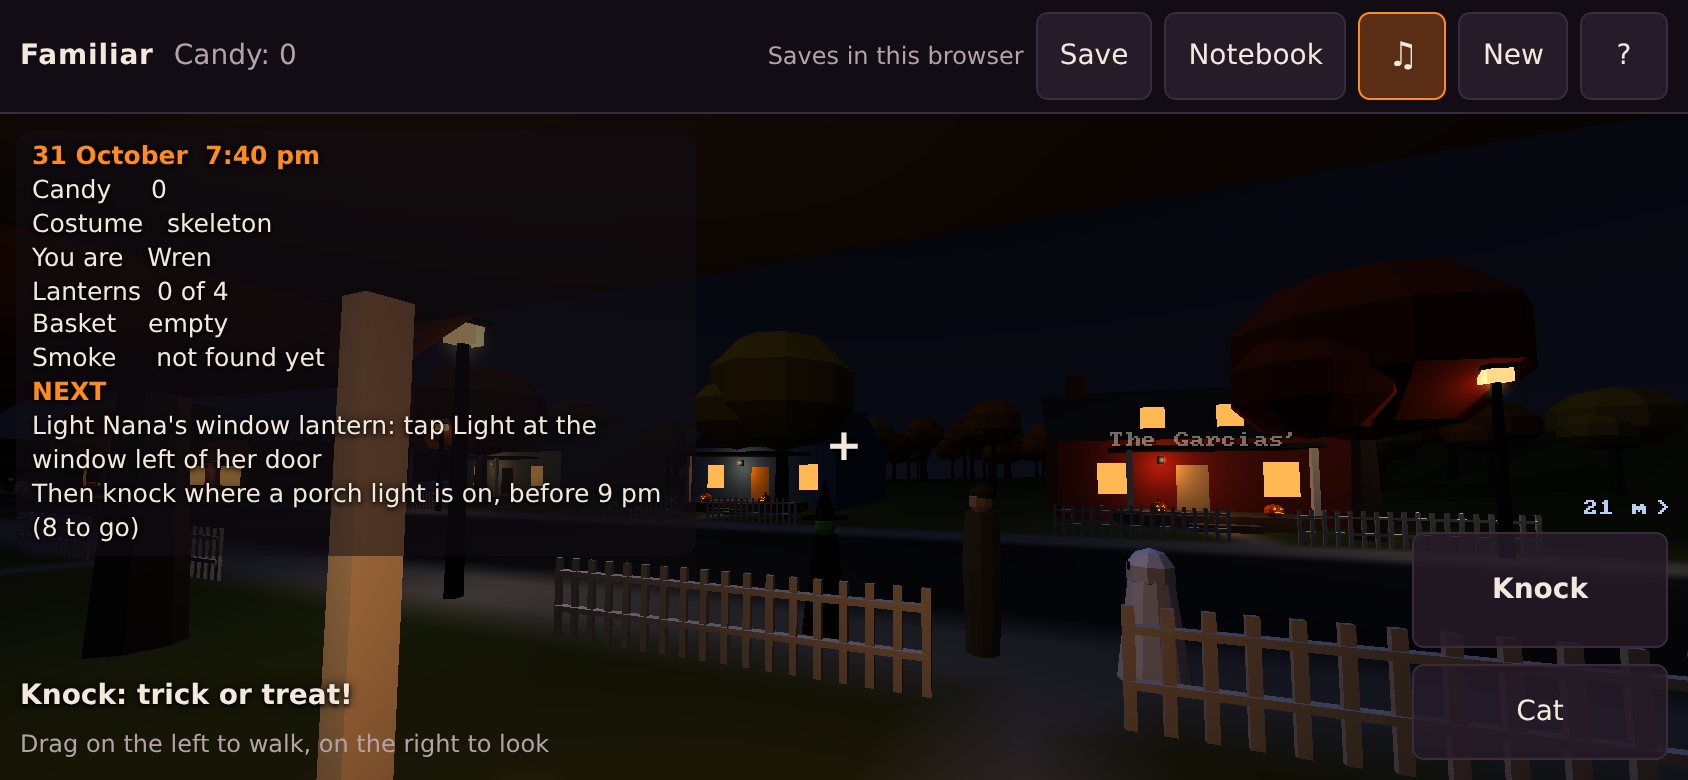 Familiar Candy: 0 Saves in this browser Save Notebook ♫ New ?
31 October 7:40 pm
Candy 0
Costume skeleton
You are Wren
Lanterns 0 of 4
Basket empty
Smoke not found yet
NEXT
Light Nana's window lantern: tap Light at the
window left of her door
Then knock where a porch light is on, before 9 pm
(8 to go)
The Garcias’
21 m >
Knock
Knock: trick or treat!
Cat
Drag on the left to walk, on the right to look